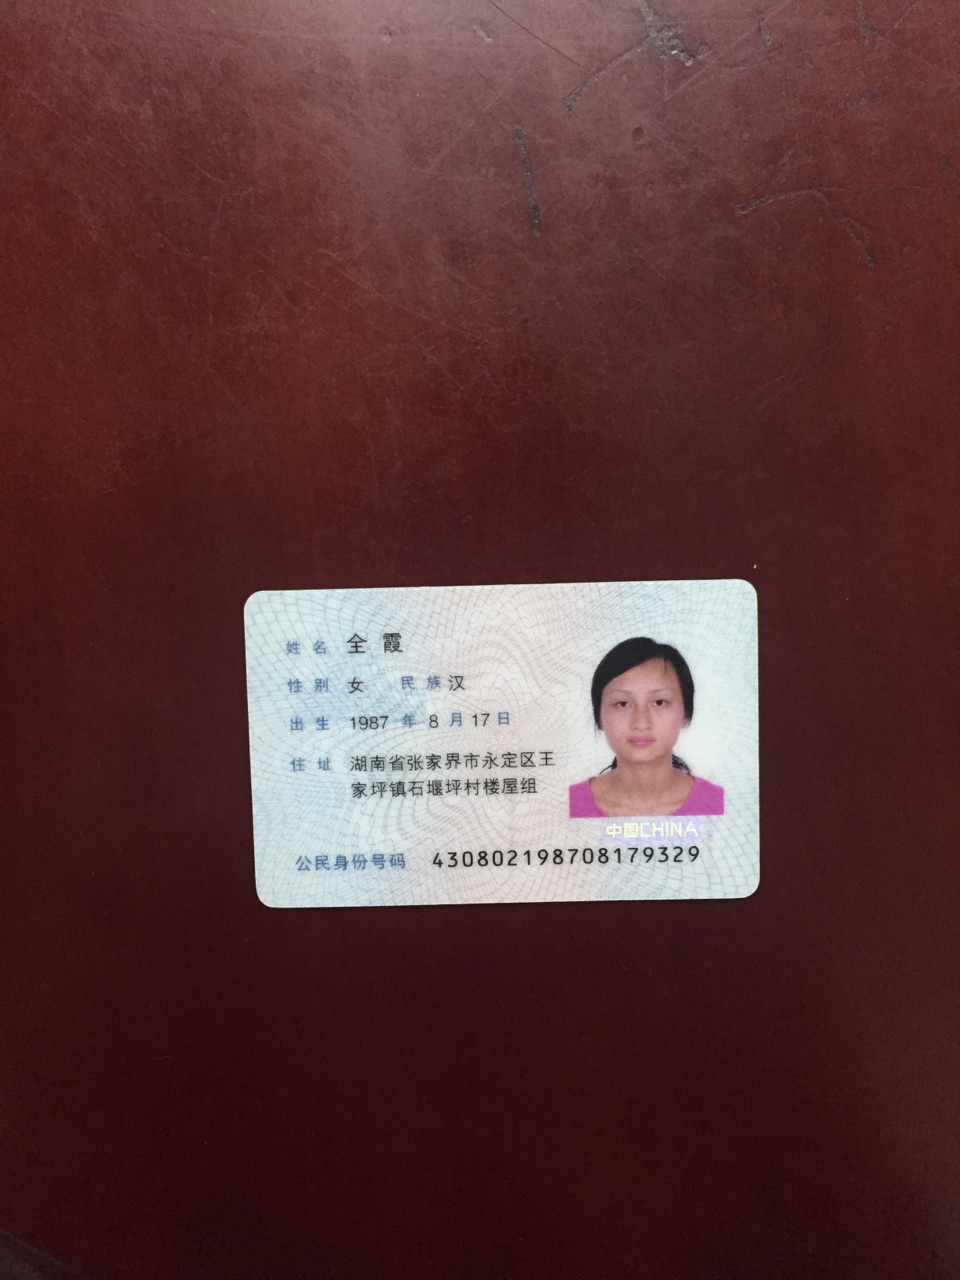 姓名 全霞
性别 女 民族 汉
出生 1987 年 8 月 17 日
住址 湖南省张家界市永定区王
家坪镇石堰坪村楼屋组
中国CHINA
公民身份号码 430802198708179329